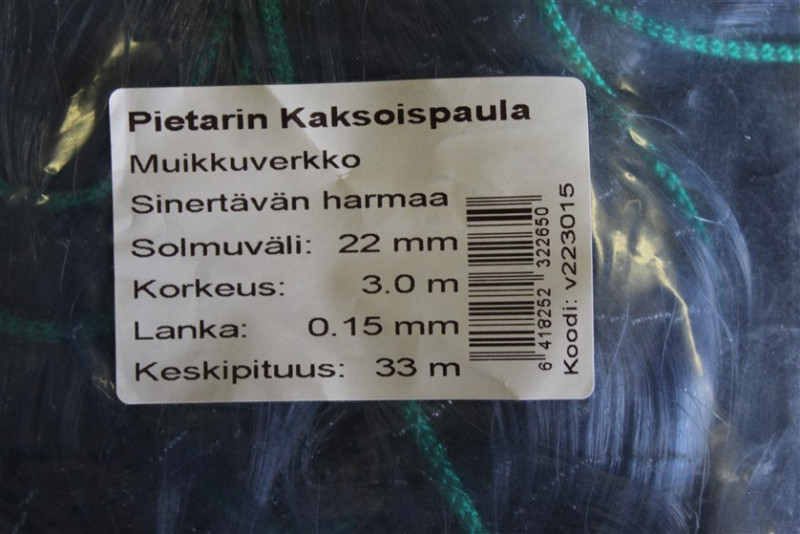 Pietarin Kaksoispaula
Muikkuverkko
Sinertävän harmaa
Solmuväli: 22 mm
Korkeus: 3.0 m
Lanka: 0.15 mm
Keskipituus: 33 m
6 418252 322650
Koodi: v223015